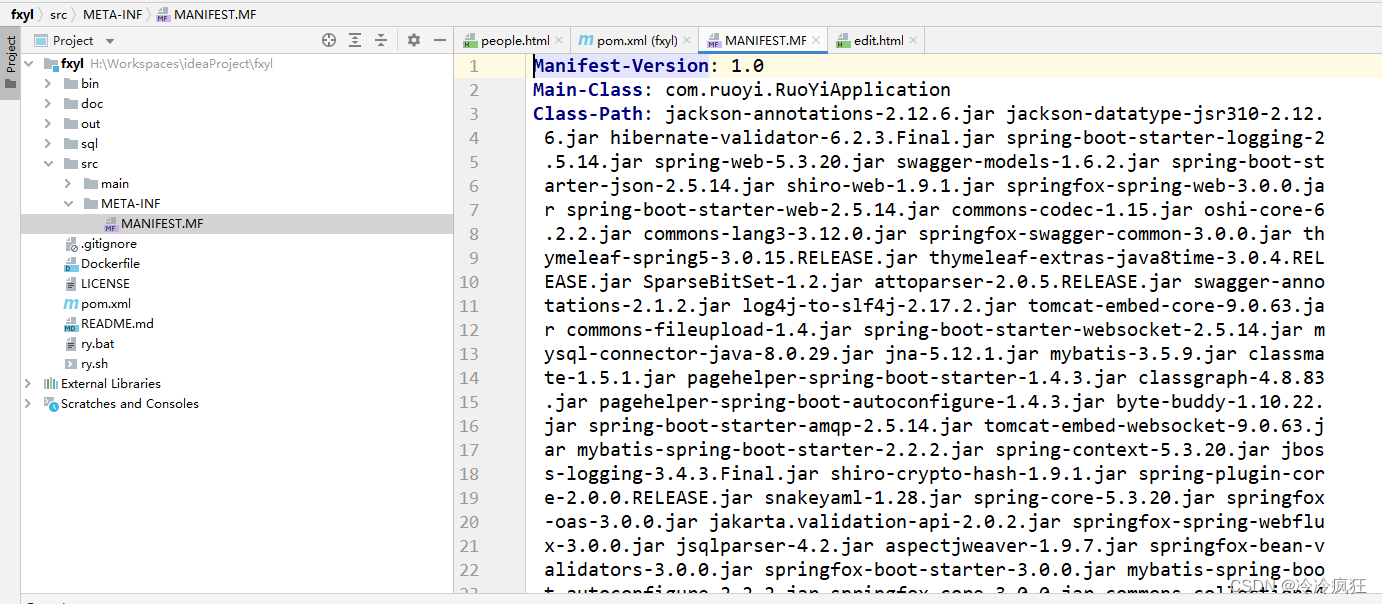 fxyl src META-INF MANIFEST.MF
Project
Project
people.html pom.xml (fxyl) MANIFEST.MF edit.html
fxyl H:\Workspaces\ideaProject\fxyl
bin
doc
out
sql
src
main
META-INF
MANIFEST.MF
.gitignore
Dockerfile
LICENSE
pom.xml
README.md
ry.bat
ry.sh
External Libraries
Scratches and Consoles
1 Manifest-Version: 1.0
2 Main-Class: com.ruoyi.RuoYiApplication
3 Class-Path: jackson-annotations-2.12.6.jar jackson-datatype-jsr310-2.12.
4 6.jar hibernate-validator-6.2.3.Final.jar spring-boot-starter-logging-2
5 .5.14.jar spring-web-5.3.20.jar swagger-models-1.6.2.jar spring-boot-st
6 arter-json-2.5.14.jar shiro-web-1.9.1.jar springfox-spring-web-3.0.0.ja
7 r spring-boot-starter-web-2.5.14.jar commons-codec-1.15.jar oshi-core-6
8 .2.2.jar commons-lang3-3.12.0.jar springfox-swagger-common-3.0.0.jar th
9 ymeleaf-spring5-3.0.15.RELEASE.jar thymeleaf-extras-java8time-3.0.4.REL
10 EASE.jar SparseBitSet-1.2.jar attoparser-2.0.5.RELEASE.jar swagger-anno
11 tations-2.1.2.jar log4j-to-slf4j-2.17.2.jar tomcat-embed-core-9.0.63.ja
12 r commons-fileupload-1.4.jar spring-boot-starter-websocket-2.5.14.jar m
13 ysql-connector-java-8.0.29.jar jna-5.12.1.jar mybatis-3.5.9.jar classma
14 te-1.5.1.jar pagehelper-spring-boot-starter-1.4.3.jar classgraph-4.8.83
15 .jar pagehelper-spring-boot-autoconfigure-1.4.3.jar byte-buddy-1.10.22.
16 jar spring-boot-starter-amqp-2.5.14.jar tomcat-embed-websocket-9.0.63.j
17 ar mybatis-spring-boot-starter-2.2.2.jar spring-context-5.3.20.jar jbos
18 s-logging-3.4.3.Final.jar shiro-crypto-hash-1.9.1.jar spring-plugin-cor
19 e-2.0.0.RELEASE.jar snakeyaml-1.28.jar spring-core-5.3.20.jar springfox
20 -oas-3.0.0.jar jakarta.validation-api-2.0.2.jar springfox-spring-webflu
21 x-3.0.0.jar jsqlparser-4.2.jar aspectjweaver-1.9.7.jar springfox-bean-v
22 alidators-3.0.0.jar springfox-boot-starter-3.0.0.jar mybatis-spring-boo
t-autoconfigure-2.2.2.jar springfox-core-3.0.0.jar
CSDN @冷冷疯狂